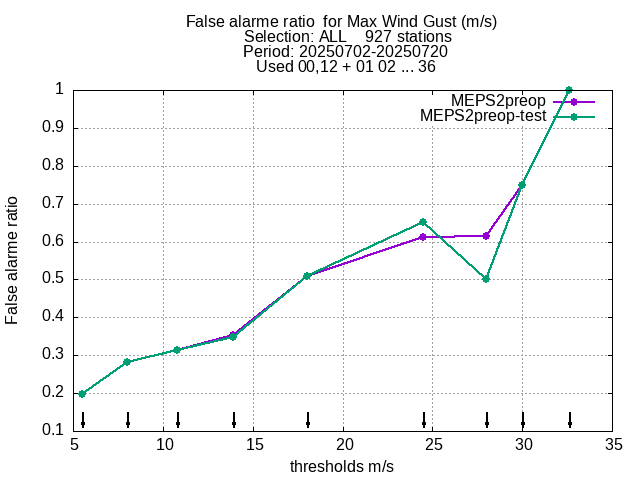 False alarme ratio  for Max Wind Gust (m/s)
Selection: ALL    927 stations
Period: 20250702-20250720
Used 00,12 + 01 02 ... 36
MEPS2preop
MEPS2preop-test
1
0.9
0.8
0.7
0.6
0.5
0.4
0.3
0.2
0.1
False alarme ratio
5 10 15 20 25 30 35
thresholds m/s